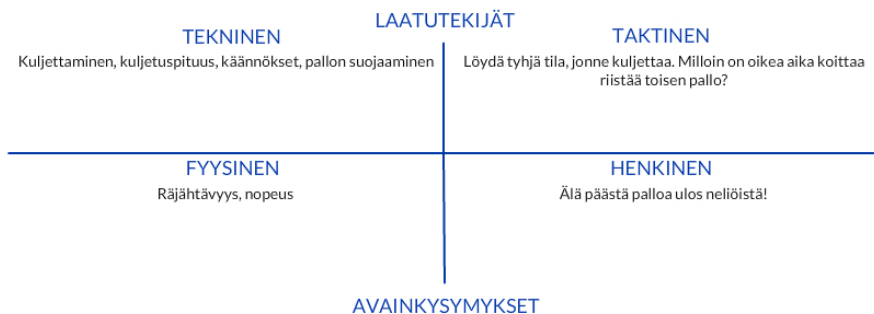 LAATUTEKIJÄT
TEKNINEN
Kuljettaminen, kuljetuspituus, käännökset, pallon suojaaminen
TAKTINEN
Löydä tyhjä tila, jonne kuljettaa. Milloin on oikea aika koittaa
riistää toisen pallo?
FYYSINEN
Räjähtävyys, nopeus
HENKINEN
Älä päästä palloa ulos neliöistä!
AVAINKYSYMYKSET